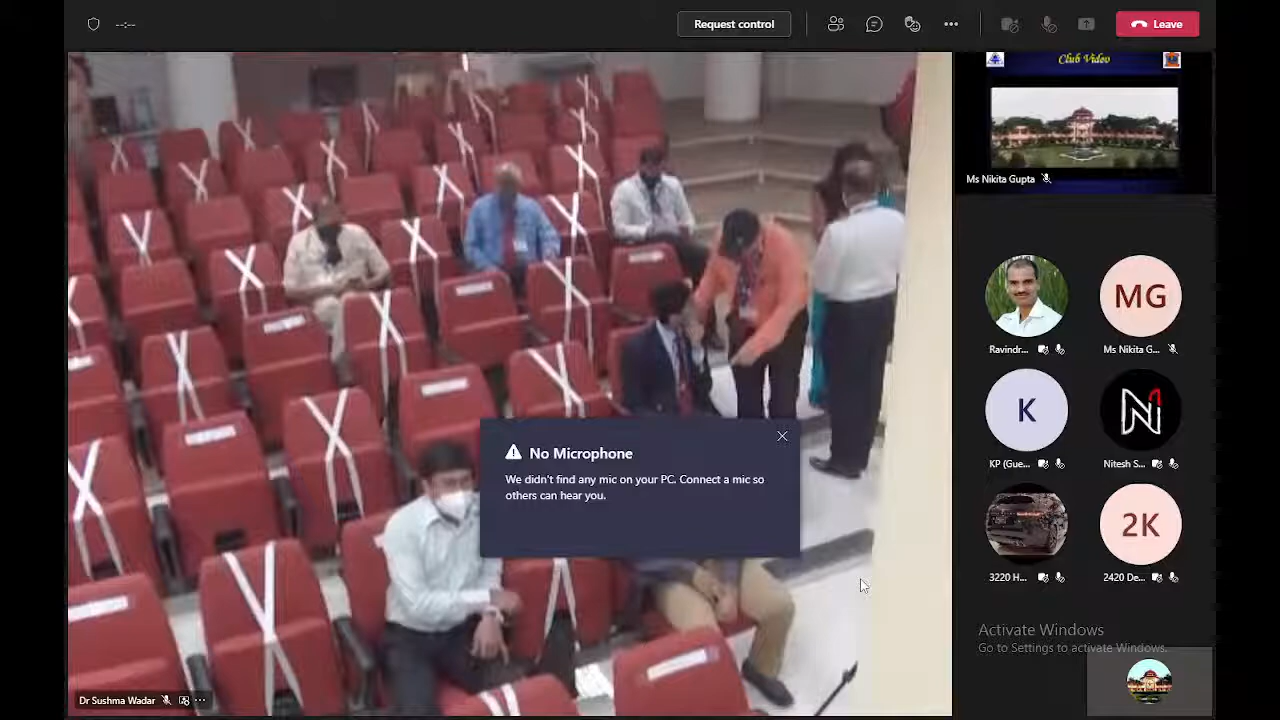 --:--
Request control
Leave
Club Video
Ms Nikita Gupta
Ravindr...
MG
Ms Nikita G...
K
KP (Gue...
N
Nitesh S...
3220 H...
2K
2420 De...
No Microphone
We didn't find any mic on your PC. Connect a mic so
others can hear you.
Activate Windows
Go to Settings to activate Windows.
Dr Sushma Wadar